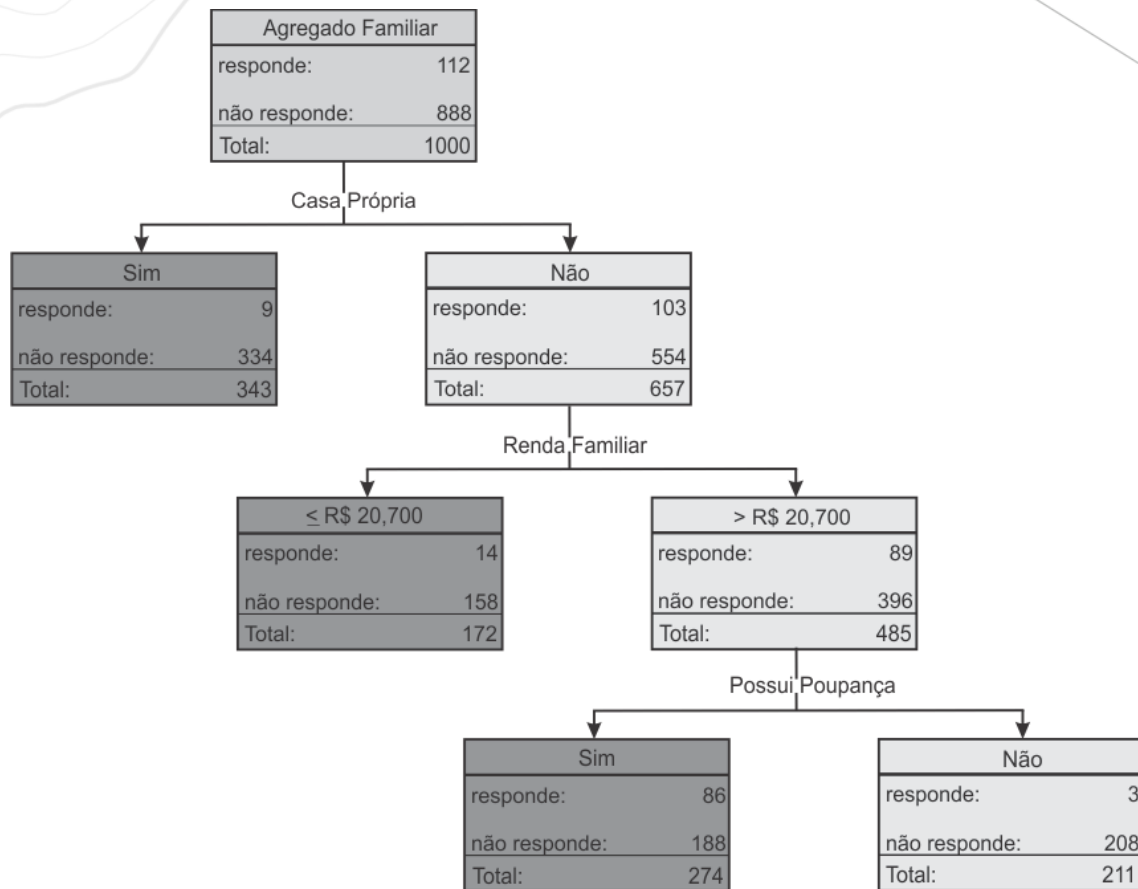 Agregado Familiar
responde: 112
não responde: 888
Total: 1000
Casa Própria
Sim
responde: 9
não responde: 334
Total: 343
Não
responde: 103
não responde: 554
Total: 657
Renda Familiar
≤ R$ 20,700
responde: 14
não responde: 158
Total: 172
> R$ 20,700
responde: 89
não responde: 396
Total: 485
Possui Poupança
Sim
responde: 86
não responde: 188
Total: 274
Não
responde: 3
não responde: 208
Total: 211